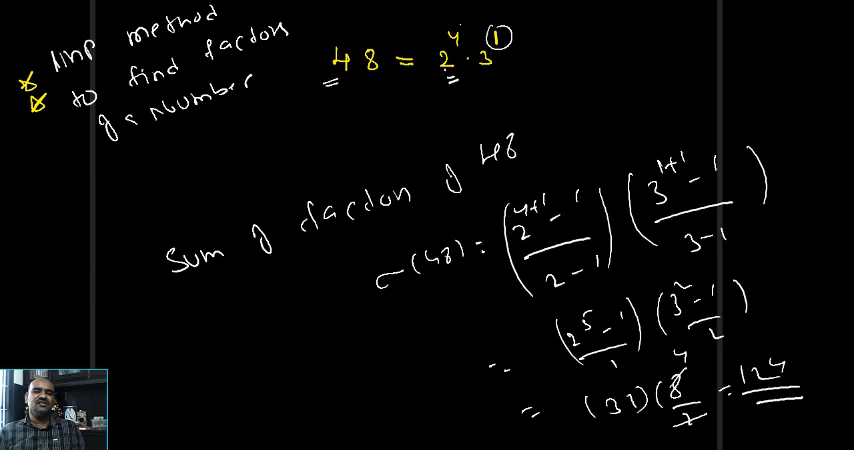 Imp method
to find factors
of a number
48 = 2^4 · 3^1
Sum of factors of 48
σ(48) = (2^{4+1} - 1 / 2 - 1) (3^{1+1} - 1 / 3 - 1)
= (2^5 - 1 / 1) (3^2 - 1 / 2)
= (31) (8 4 / 2) = 124